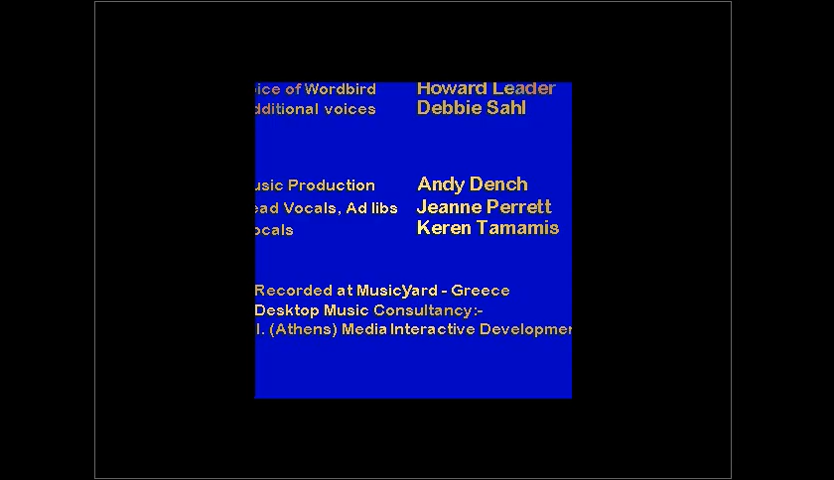 oice of Wordbird Howard Leader
dditional voices Debbie Sahl
usic Production Andy Dench
ead Vocals, Ad libs Jeanne Perrett
ocals Keren Tamamis
Recorded at MusicYard - Greece
Desktop Music Consultancy:-
I. (Athens) Media Interactive Developmen